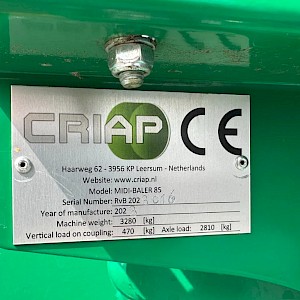 CRIAP CE
Haarweg 62 - 3956 KP Leersum - Netherlands
Website: www.criap.nl
Model: MIDI-BALER 85
Serial Number: RvB 202
Year of manufacture: 202
Machine weight: 3280 [kg]
Vertical load on coupling: 470 [kg] Axle load: 2810 [kg]